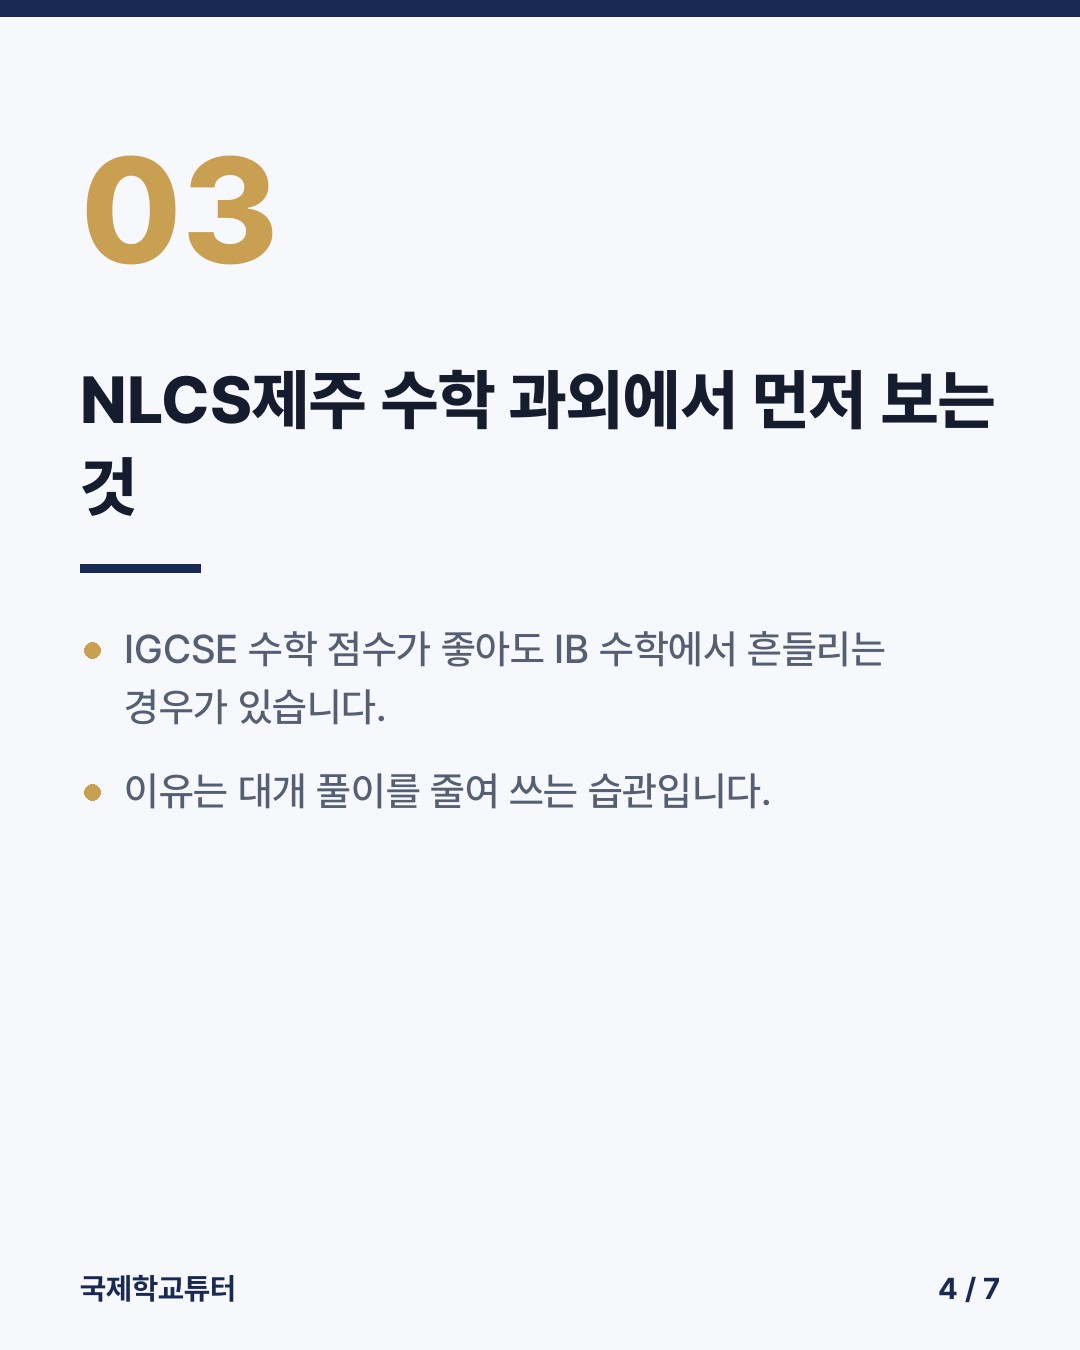 03
NLCS제주 수학 과외에서 먼저 보는
것
IGCSE 수학 점수가 좋아도 IB 수학에서 흔들리는
경우가 있습니다.
이유는 대개 풀이를 줄여 쓰는 습관입니다.
국제학교튜터
4 / 7